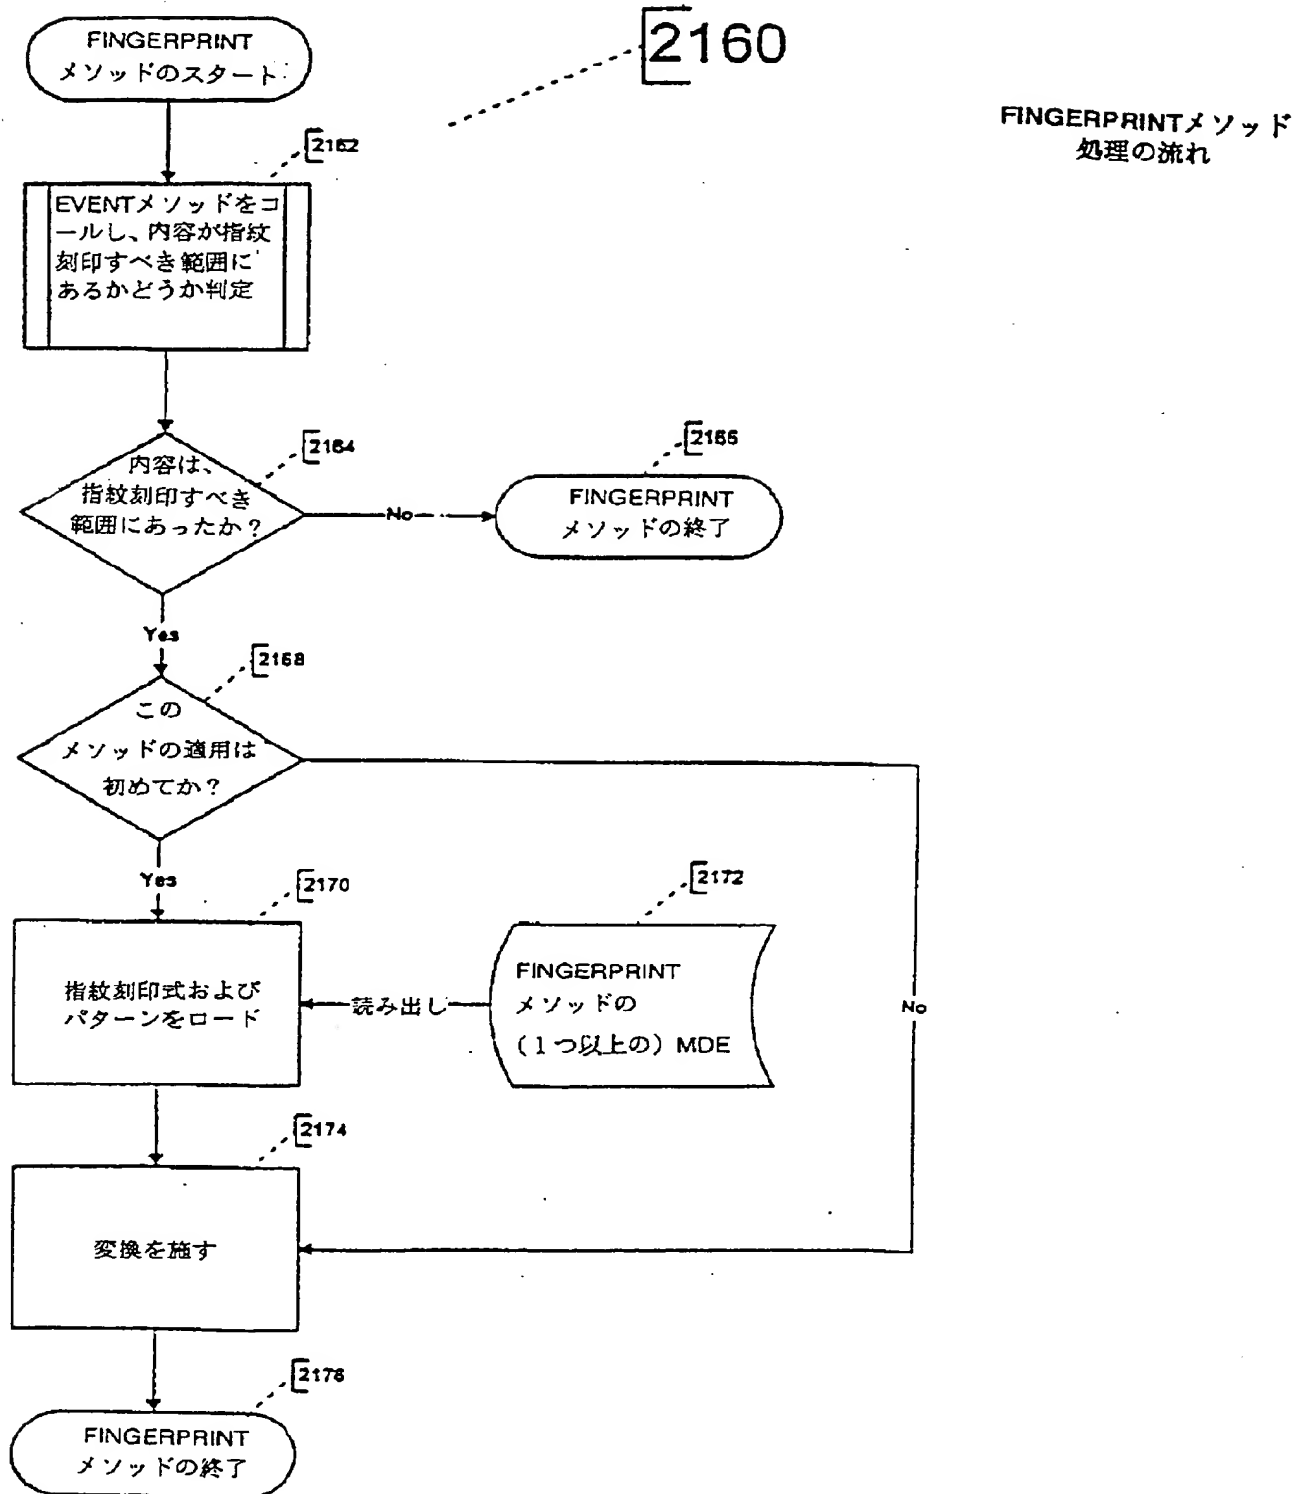 FINGERPRINT
メソッドのスタート
2160
FINGERPRINTメソッド
処理の流れ
2162
EVENTメソッドをコ
ールし、内容が指紋
刻印すべき範囲に
あるかどうか判定
2164
内容は、
指紋刻印すべき
範囲にあったか？
No
2166
FINGERPRINT
メソッドの終了
Yes
2168
この
メソッドの適用は
初めてか？
Yes
2170
指紋刻印式および
パターンをロード
読み出し
2172
FINGERPRINT
メソッドの
（１つ以上の）MDE
No
2174
変換を施す
2176
FINGERPRINT
メソッドの終了